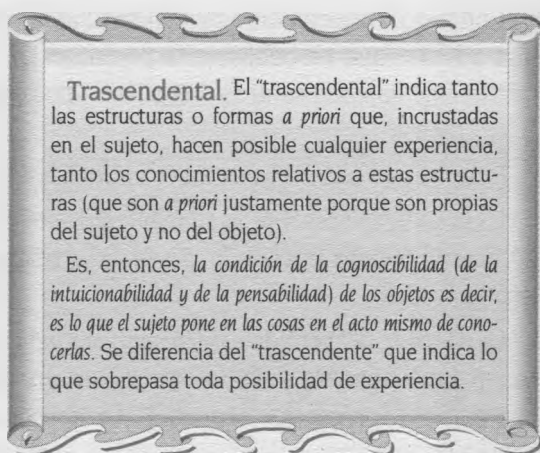 Trascendental. El “trascendental” indica tanto
las estructuras o formas a priori que, incrustadas
en el sujeto, hacen posible cualquier experiencia,
tanto los conocimientos relativos a estas estructu-
ras (que son a priori justamente porque son propias
del sujeto y no del objeto).
Es, entonces, la condición de la cognoscibilidad (de la
intuicionabilidad y de la pensabilidad) de los objetos es decir,
es lo que el sujeto pone en las cosas en el acto mismo de cono-
cerlas. Se diferencia del “trascendente” que indica lo
que sobrepasa toda posibilidad de experiencia.